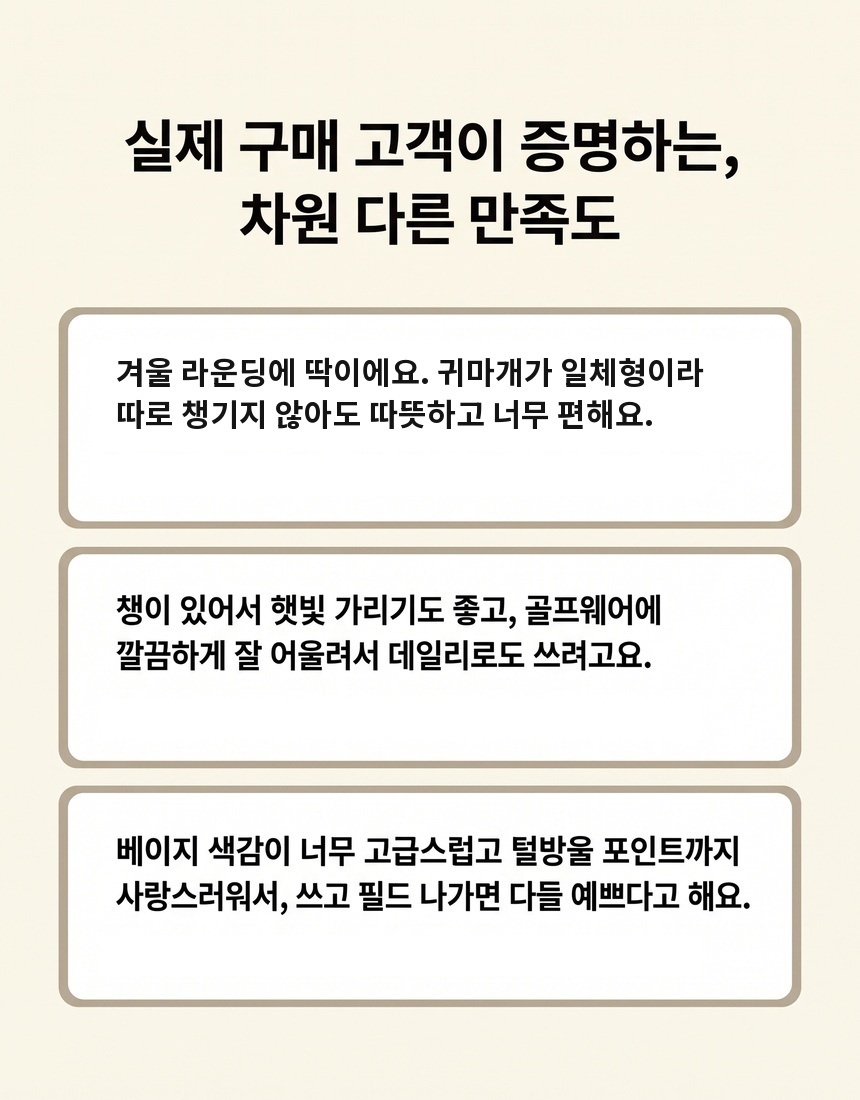 실제 구매 고객이 증명하는,
차원 다른 만족도
겨울 라운딩에 딱이에요. 귀마개가 일체형이라
따로 챙기지 않아도 따뜻하고 너무 편해요.
챙이 있어서 햇빛 가리기도 좋고, 골프웨어에
깔끔하게 잘 어울려서 데일리로도 쓰려고요.
베이지 색감이 너무 고급스럽고 털방울 포인트까지
사랑스러워서, 쓰고 필드 나가면 다들 예쁘다고 해요.